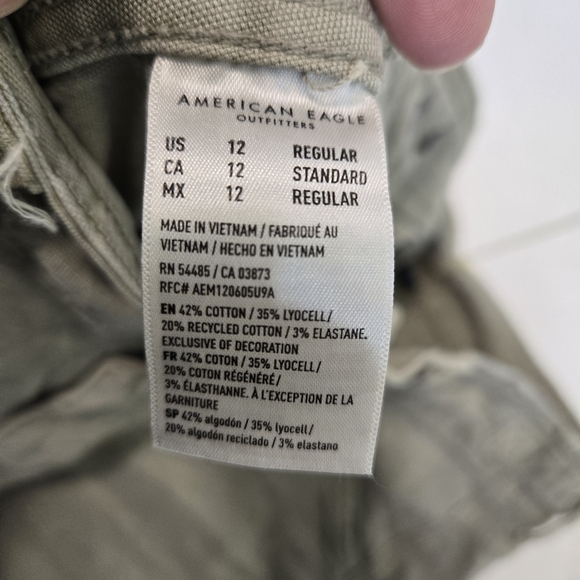 AMERICAN EAGLE
OUTFITTERS
US 12 REGULAR
CA 12 STANDARD
MX 12 REGULAR
MADE IN VIETNAM / FABRIQUÉ AU
VIETNAM / HECHO EN VIETNAM
RN 54485 / CA 03873
RFC# AEM120605U9A
EN 42% COTTON / 35% LYOCELL /
20% RECYCLED COTTON / 3% ELASTANE.
EXCLUSIVE OF DECORATION
FR 42% COTON / 35% LYOCELL /
20% COTON RÉGÉNÉRÉ /
3% ÉLASTHANNE. À L'EXCEPTION DE LA
GARNITURE
SP 42% algodón / 35% lyocell /
20% algodón reciclado / 3% elastano